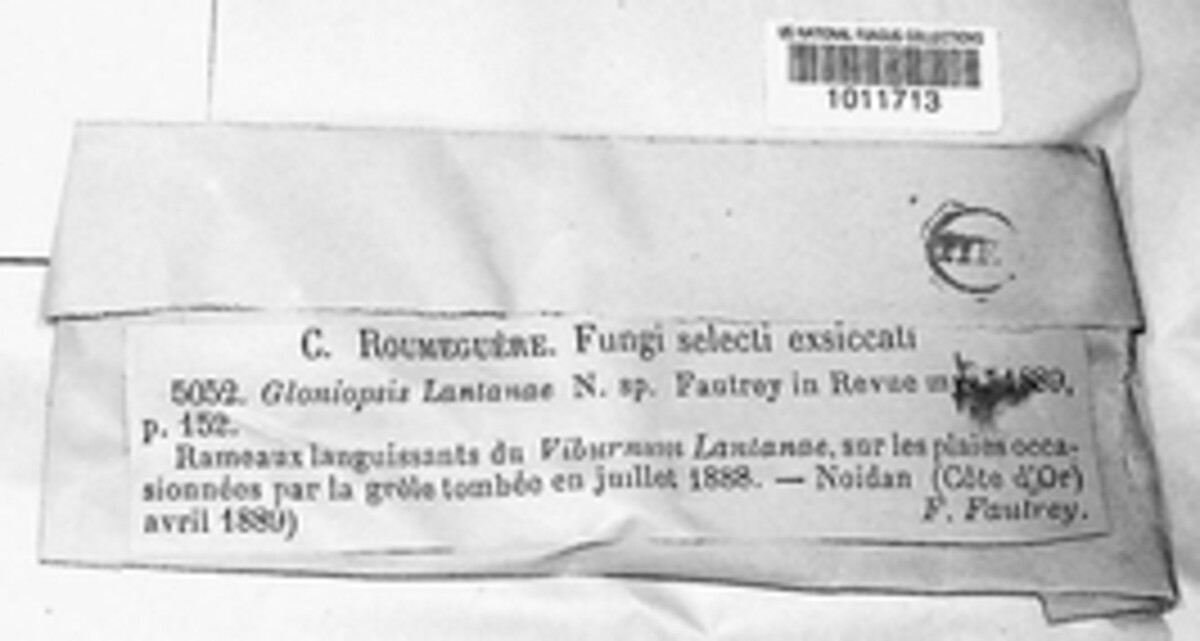 US NATIONAL FUNGUS COLLECTIONS
1011713
C. ROUMEGUÈRE. Fungi selecti exsiccati
5052. Gloniopsis Lantanae N. sp. Fautrey in Revue 1889,
p. 152.
Rameaux languissants du Viburnum Lantanae, sur les plaies occa-
sionnées par la grêle tombée en juillet 1888. — Noidan (Côte d'Or)
avril 1889)
F. Fautrey.